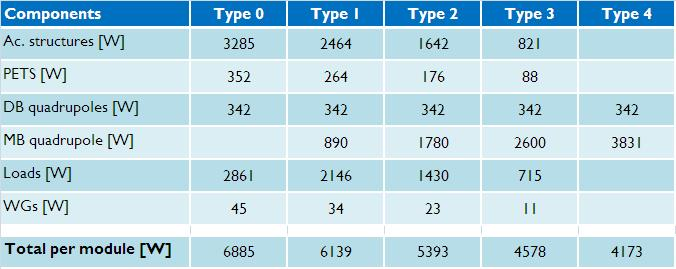 Components Type 0 Type 1 Type 2 Type 3 Type 4
Ac. structures [W] 3285 2464 1642 821
PETS [W] 352 264 176 88
DB quadrupoles [W] 342 342 342 342 342
MB quadrupole [W] 890 1780 2600 3831
Loads [W] 2861 2146 1430 715
WGs [W] 45 34 23 11
Total per module [W] 6885 6139 5393 4578 4173